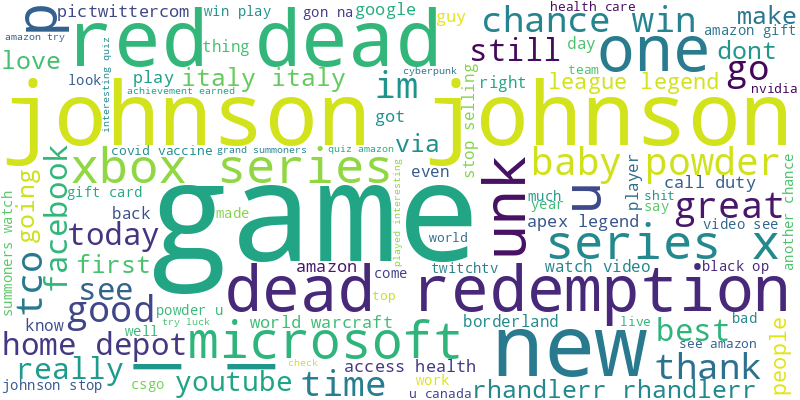 p
pictwittercom
win play
gon na
google
guy
health care
chance win
make
amazon try
red dead
thing
still
one
amazon gift
day
dont
love
look
play
italy italy
im
right
league legend
team
go
nvidia
interesting quiz
achievement earned
cyberpunk
johnson johnson
got
stop selling
covid vaccine
grand summoners
quiz amazon
via
xbox series
even
unk
baby powder
another chance
facebook
going
gift card
game
played interesting
u
player
call duty
much
year
shit
say
great
summoners watch
back
made
apex legend
video see
today
world
series x
tco
first
amazon
come
twitchtv
watch video
black op
see
good
dead redemption
top
powder u
know
try luck
well
world warcraft
borderland
live
bad
best
see amazon
people
home depot
microsoft
new
really
check
access health
thank
johnson stop
csgo
youtube
time
work
u canada
rhandlerr rhandlerr